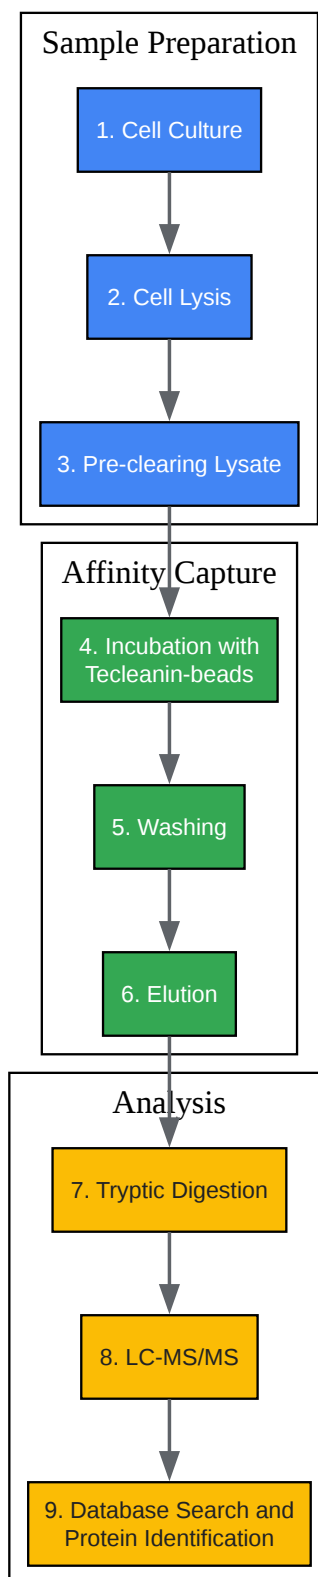 Sample Preparation
1. Cell Culture
2. Cell Lysis
3. Pre-clearing Lysate
Affinity Capture
4. Incubation with
Tecleanin-beads
5. Washing
6. Elution
Analysis
7. Tryptic Digestion
8. LC-MS/MS
9. Database Search and
Protein Identification